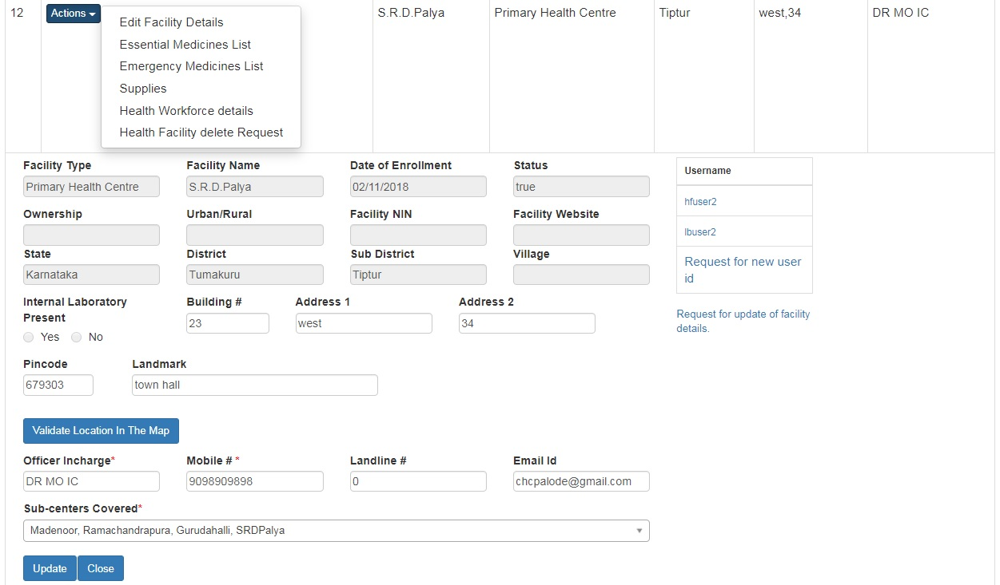 12 Actions S.R.D.Palya Primary Health Centre Tiptur west,34 DR MO IC
Edit Facility Details
Essential Medicines List
Emergency Medicines List
Supplies
Health Workforce details
Health Facility delete Request
Facility Type Facility Name Date of Enrollment Status
Primary Health Centre S.R.D.Palya 02/11/2018 true
Ownership Urban/Rural Facility NIN Facility Website
State District Sub District Village
Karnataka Tumakuru Tiptur
Internal Laboratory Present Building # Address 1 Address 2
23 west 34
Yes No
Pincode Landmark
679303 town hall
Validate Location In The Map
Officer Incharge* Mobile # * Landline # Email Id
DR MO IC 9098909898 0 chcpalode@gmail.com
Sub-centers Covered*
Madenoor, Ramachandrapura, Gurudahalli, SRDPalya
Update Close
Username
hfuser2
lbuser2
Request for new user
id
Request for update of facility
details.